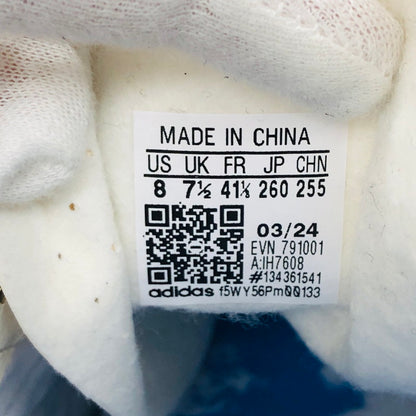 MADE IN CHINA
US UK FR JP CHN
8 7½ 41⅓ 260 255
03/24
EVN 791001
A:IH7608
#134361541
adidas f5WY56Pm00133